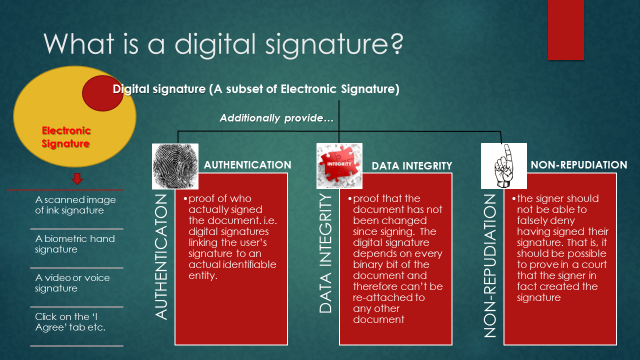 What is a digital signature?
Digital signature (A subset of Electronic Signature)
Additionally provide...
Electronic
Signature
A scanned image
of ink signature
A biometric hand
signature
A video or voice
signature
Click on the 'I
Agree' tab etc.
AUTHENTICATION
AUTHENTICATON
•proof of who
actually signed
the document. i.e.
digital signatures
linking the user's
signature to an
actual identifiable
entity.
INTEGRITY
DATA INTEGRITY
DATA INTEGRITY
•proof that the
document has not
been changed
since signing. The
digital signature
depends on every
binary bit of the
document and
therefore can't be
re-attached to
any other
document
NON-REPUDIATION
NON-REPUDIATION
•the signer should
not be able to
falsely deny
having signed their
signature. That is, it
should be possible
to prove in a court
that the signer in
fact created the
signature